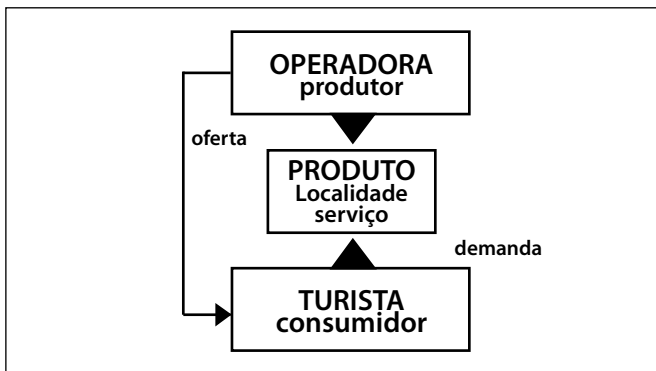 OPERADORA
produtor
oferta
PRODUTO
Localidade
serviço
demanda
TURISTA
consumidor